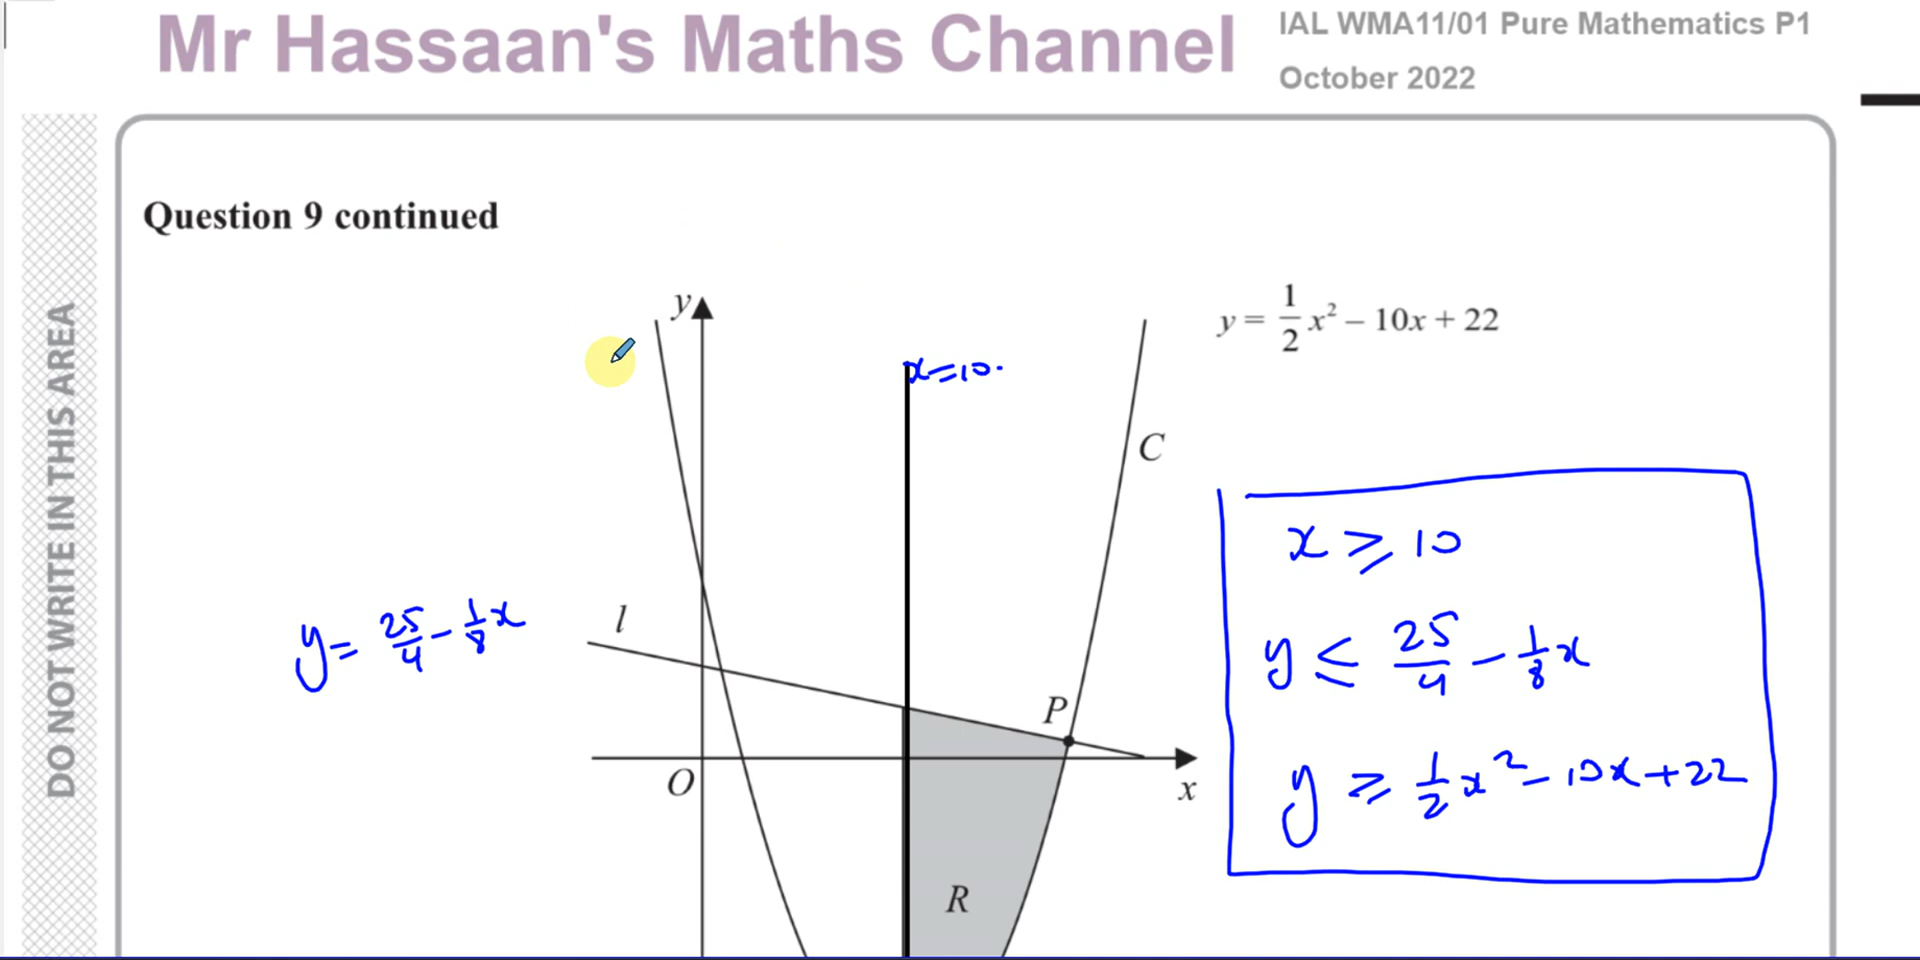 Mr Hassaan's Maths Channel
IAL WMA11/01 Pure Mathematics P1
October 2022
DO NOT WRITE IN THIS AREA
Question 9 continued
y
y = 1/2 x² – 10x + 22
x=10.
C
l
y = 25/4 - 1/8 x
x ⩾ 10
y ⩽ 25/4 - 1/8 x
P
O
x
y ⩾ 1/2 x² - 10x + 22
R